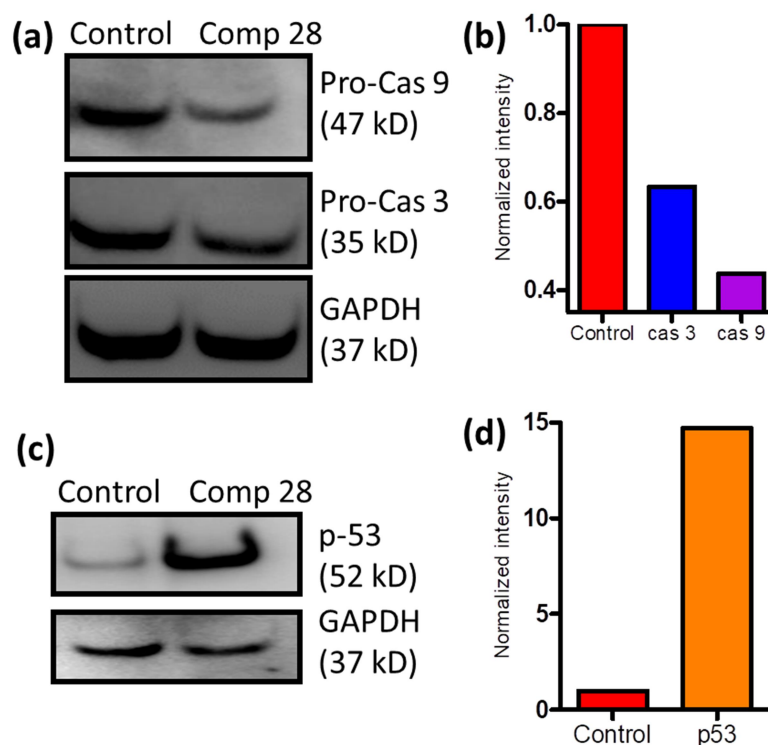 (a)
Control Comp 28
Pro-Cas 9
(47 kD)
Pro-Cas 3
(35 kD)
GAPDH
(37 kD)
(b)
Normalized intensity
1.0
0.8
0.6
0.4
Control cas 3 cas 9
(c)
Control Comp 28
p-53
(52 kD)
GAPDH
(37 kD)
(d)
Normalized intensity
15
10
5
0
Control p53